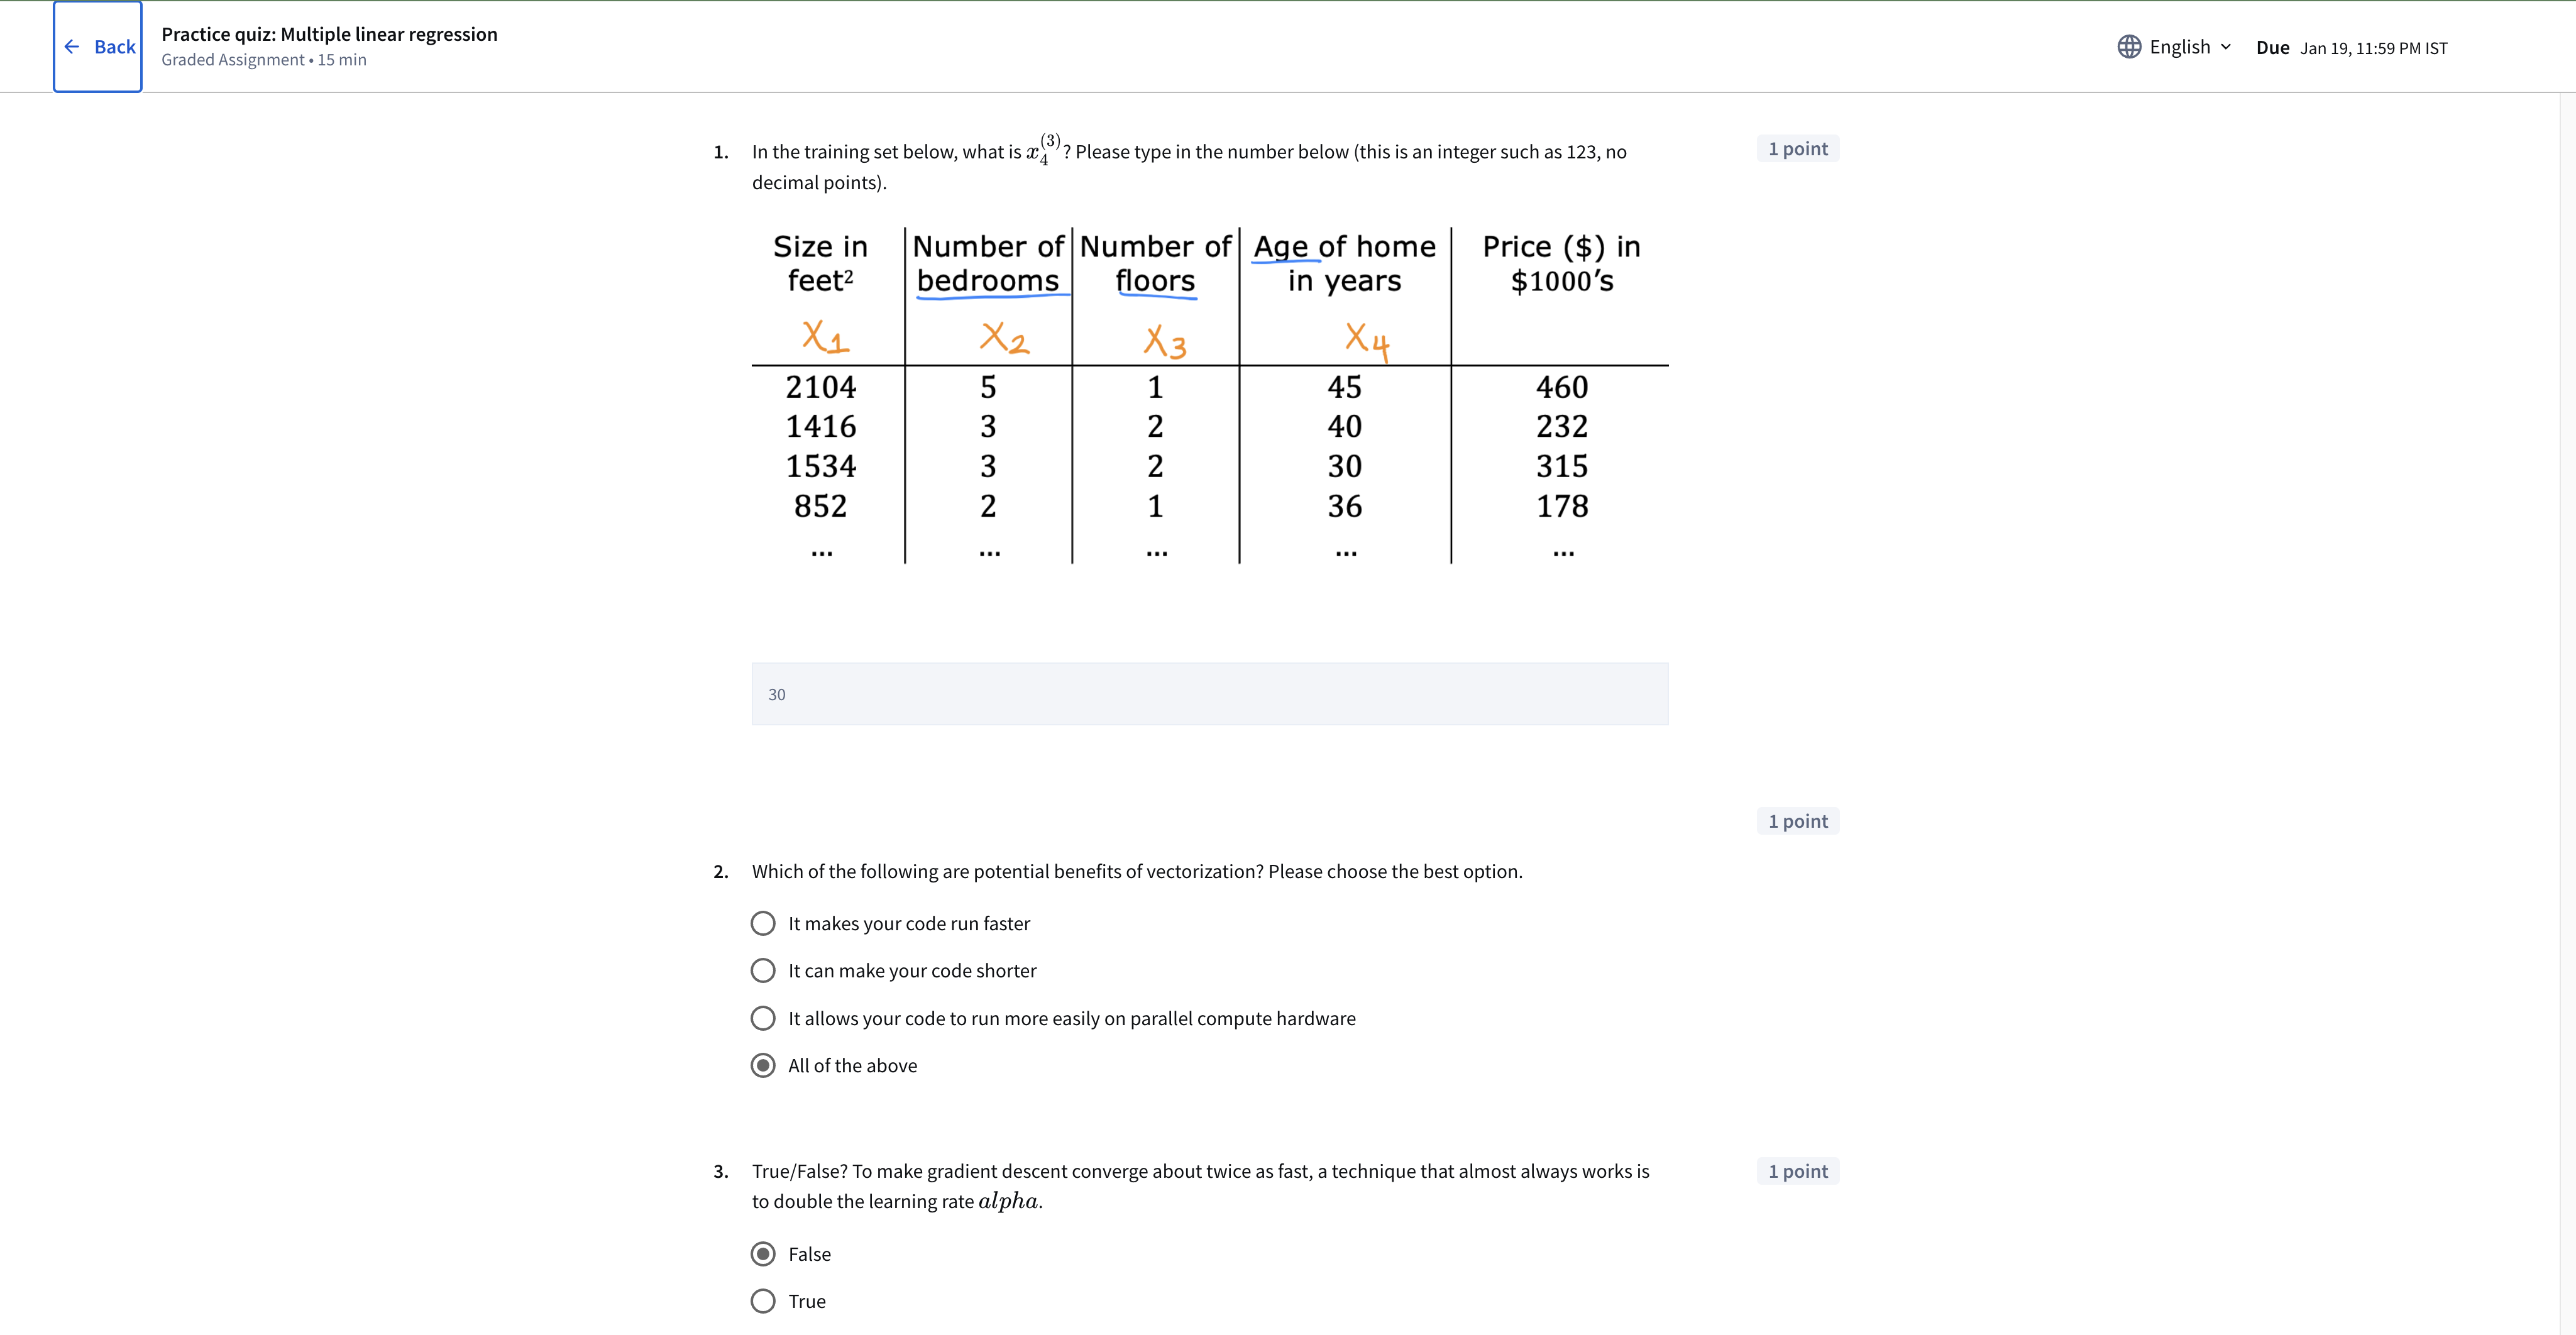 Back
Practice quiz: Multiple linear regression
Graded Assignment • 15 min
English
Due Jan 19, 11:59 PM IST
1. In the training set below, what is x₄⁽³⁾? Please type in the number below (this is an integer such as 123, no
decimal points).
1 point
Size in feet² | Number of bedrooms | Number of floors | Age of home in years | Price ($) in $1000's
X₁ X₂ X₃ X₄
2104 5 1 45 460
1416 3 2 40 232
1534 3 2 30 315
852 2 1 36 178
... ... ... ... ...
30
1 point
2. Which of the following are potential benefits of vectorization? Please choose the best option.
It makes your code run faster
It can make your code shorter
It allows your code to run more easily on parallel compute hardware
All of the above
3. True/False? To make gradient descent converge about twice as fast, a technique that almost always works is
to double the learning rate alpha.
1 point
False
True